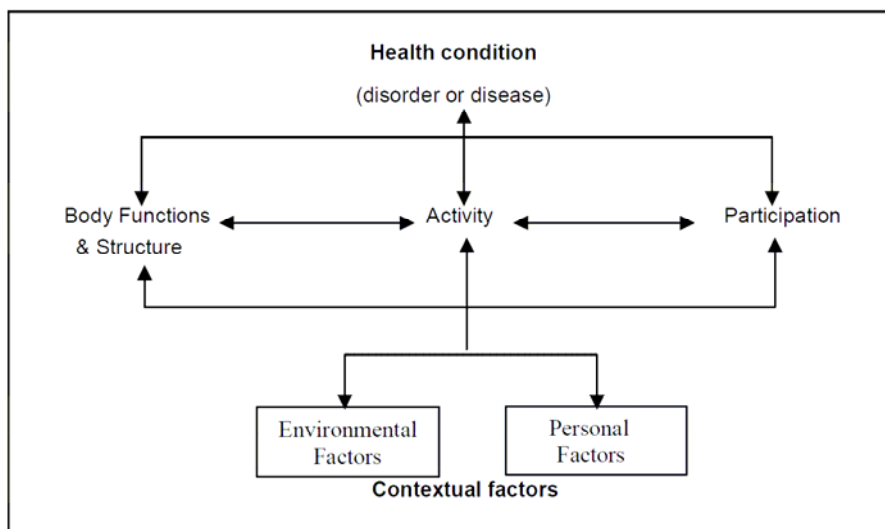 Health condition
(disorder or disease)
Body Functions
& Structure
Activity
Participation
Environmental
Factors
Personal
Factors
Contextual factors